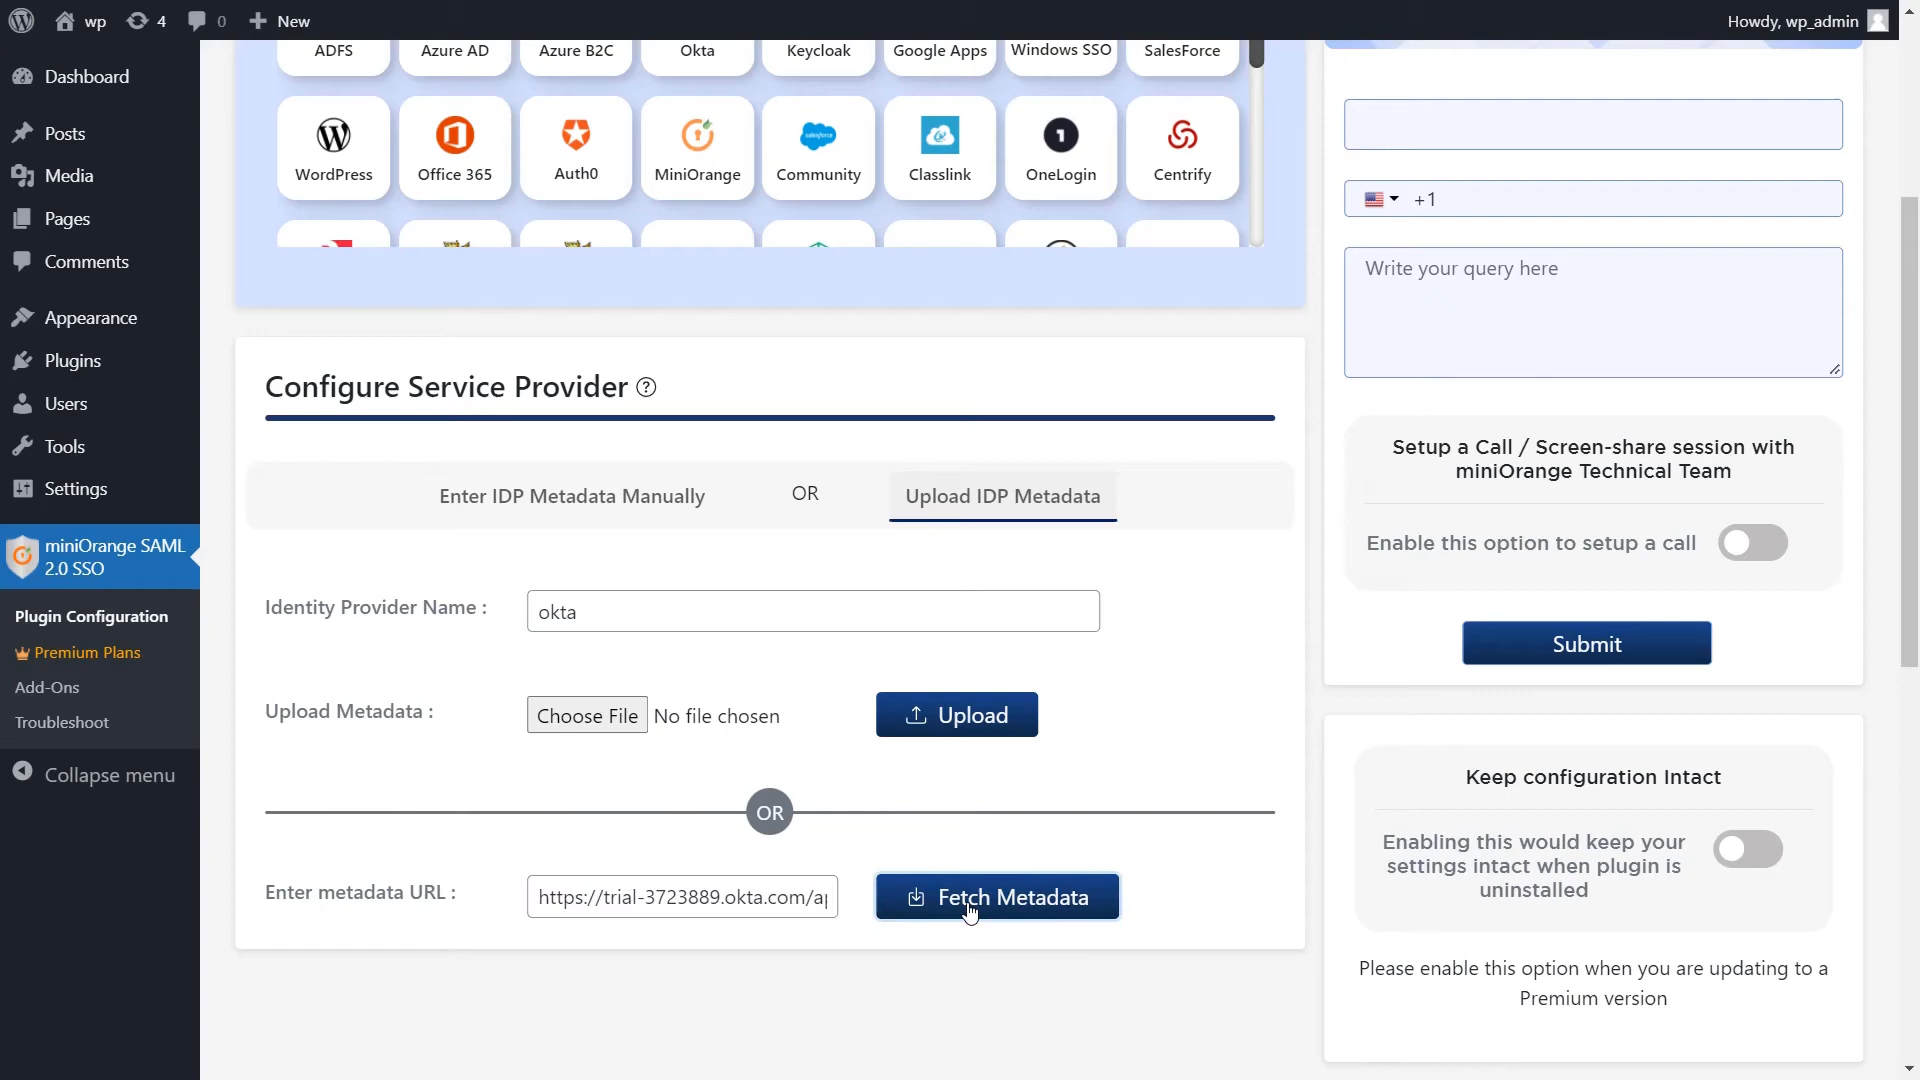 wp
4
0
New
Howdy, wp_admin
Dashboard
Posts
Media
Pages
Comments
Appearance
Plugins
Users
Tools
Settings
miniOrange SAML
2.0 SSO
Plugin Configuration
Premium Plans
Add-Ons
Troubleshoot
Collapse menu
ADFS
Azure AD
Azure B2C
Okta
Keycloak
Google Apps
Windows SSO
SalesForce
WordPress
Office 365
Auth0
MiniOrange
salesforce
Community
Classlink
1
OneLogin
Centrify
Configure Service Provider ?
Enter IDP Metadata Manually
OR
Upload IDP Metadata
Identity Provider Name :
okta
Upload Metadata :
Choose File
No file chosen
Upload
OR
Enter metadata URL :
https://trial-3723889.okta.com/a
Fetch Metadata
+1
Write your query here
Setup a Call / Screen-share session with
miniOrange Technical Team
Enable this option to setup a call
Submit
Keep configuration Intact
Enabling this would keep your
settings intact when plugin is
uninstalled
Please enable this option when you are updating to a
Premium version